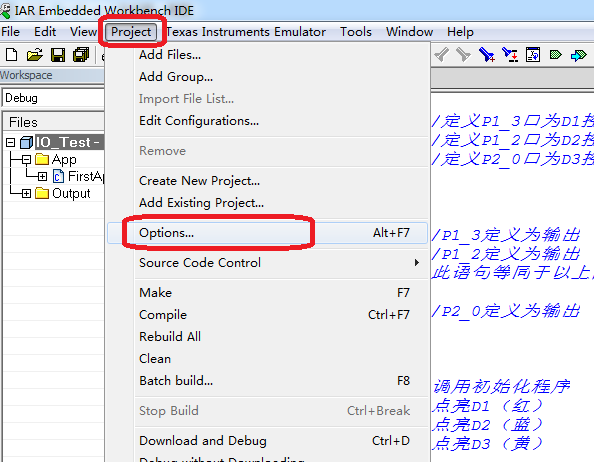 IAR Embedded Workbench IDE
File Edit View Project Texas Instruments Emulator Tools Window Help
Workspace
Debug
Files
IO_Test -
App
FirstAp
Output
Add Files...
Add Group...
Import File List...
Edit Configurations...
Remove
Create New Project...
Add Existing Project...
Options... Alt+F7
Source Code Control
Make F7
Compile Ctrl+F7
Rebuild All
Clean
Batch build... F8
Stop Build Ctrl+Break
Download and Debug Ctrl+D
Debug without Downloading
/定义P1_3口为D1控
/定义P1_2口为D2控
/定义P2_0口为D3控
/P1_3定义为输出
/P1_2定义为输出
此语句等同于以上
/P2_0定义为输出
调用初始化程序
点亮D1（红）
点亮D2（蓝）
点亮D3（黄）